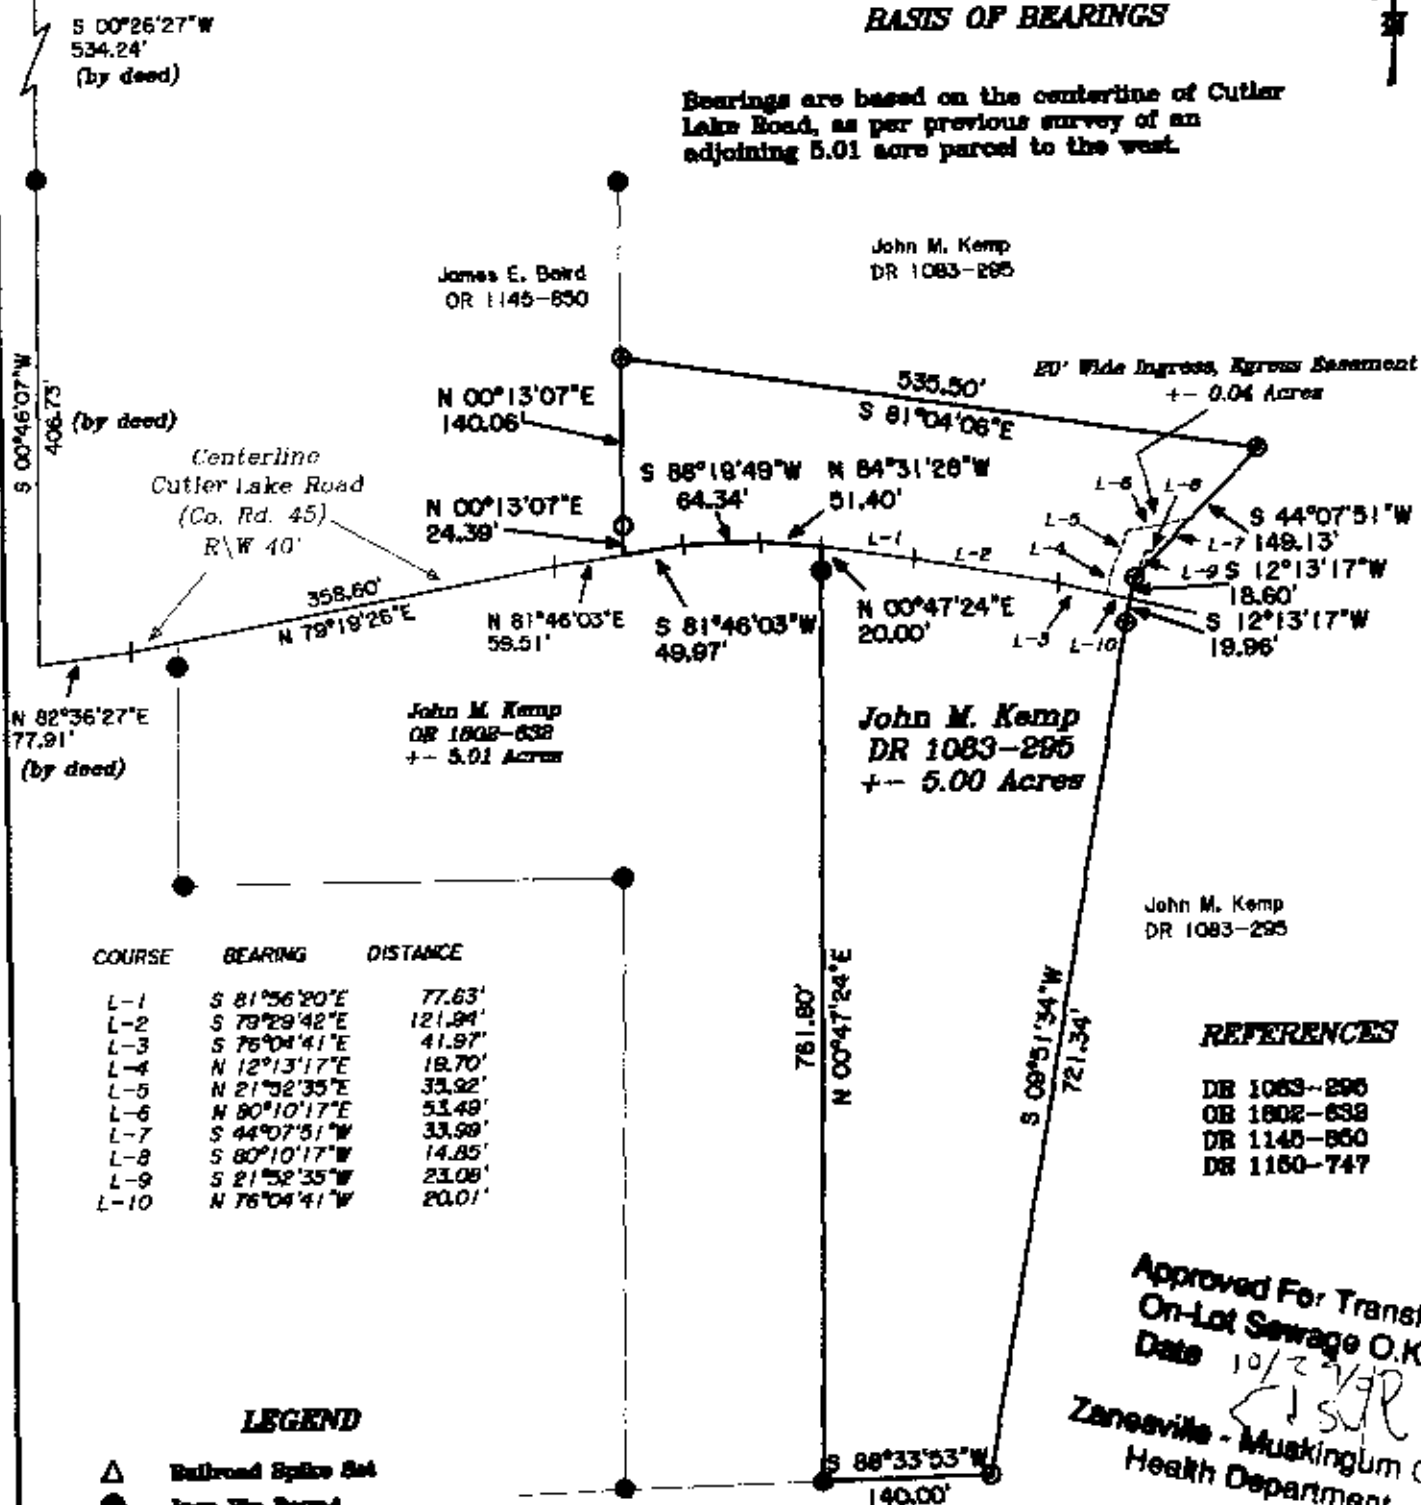 S 00°26'27"W
534.24'
(by deed)
BASIS OF BEARINGS
N
Bearings are based on the centerline of Cutler
Lake Road, as per previous survey of an
adjoining 5.01 acre parcel to the west.
John M. Kemp
DR 1083-295
James E. Baird
OR 1145-850
S 00°46'07"W
406.73'
(by deed)
Centerline
Cutler Lake Road
(Co. Rd. 45)
R\W 40'
N 00°13'07"E
140.06'
N 00°13'07"E
24.39'
535.50'
S 81°04'06"E
20' Wide Ingress, Egress Easement
+- 0.04 Acres
S 88°19'49"W
64.34'
N 84°31'28"W
51.40'
L-1
L-2
L-3
L-4
L-5
L-6
L-8
L-7
L-9
L-10
S 44°07'51"W
149.13'
S 12°13'17"W
18.60'
S 12°13'17"W
19.96'
358.60'
N 79°19'26"E
N 81°46'03"E
59.51'
S 81°46'03"W
49.97'
N 00°47'24"E
20.00'
N 82°36'27"E
77.91'
(by deed)
John M. Kemp
OR 1602-632
+- 5.01 Acres
John M. Kemp
DR 1083-295
+- 5.00 Acres
John M. Kemp
DR 1083-295
COURSE BEARING DISTANCE
L-1 S 81°56'20"E 77.63'
L-2 S 79°29'42"E 121.94'
L-3 S 76°04'41"E 41.97'
L-4 N 12°13'17"E 19.70'
L-5 N 21°52'35"E 35.92'
L-6 N 80°10'17"E 53.49'
L-7 S 44°07'51"W 33.99'
L-8 S 80°10'17"W 14.85'
L-9 S 21°52'35"W 23.08'
L-10 N 76°04'41"W 20.01'
761.80'
N 00°47'24"E
S 09°51'34"W
721.34'
REFERENCES
DR 1083-295
OR 1602-632
DR 1145-850
DR 1150-747
Approved For Transf
On-Lot Sewage O.K
Date
Zanesville - Muskingum C
Health Department
LEGEND
Railroad Spike Set
Iron Pin Found
S 88°33'53"W
140.00'